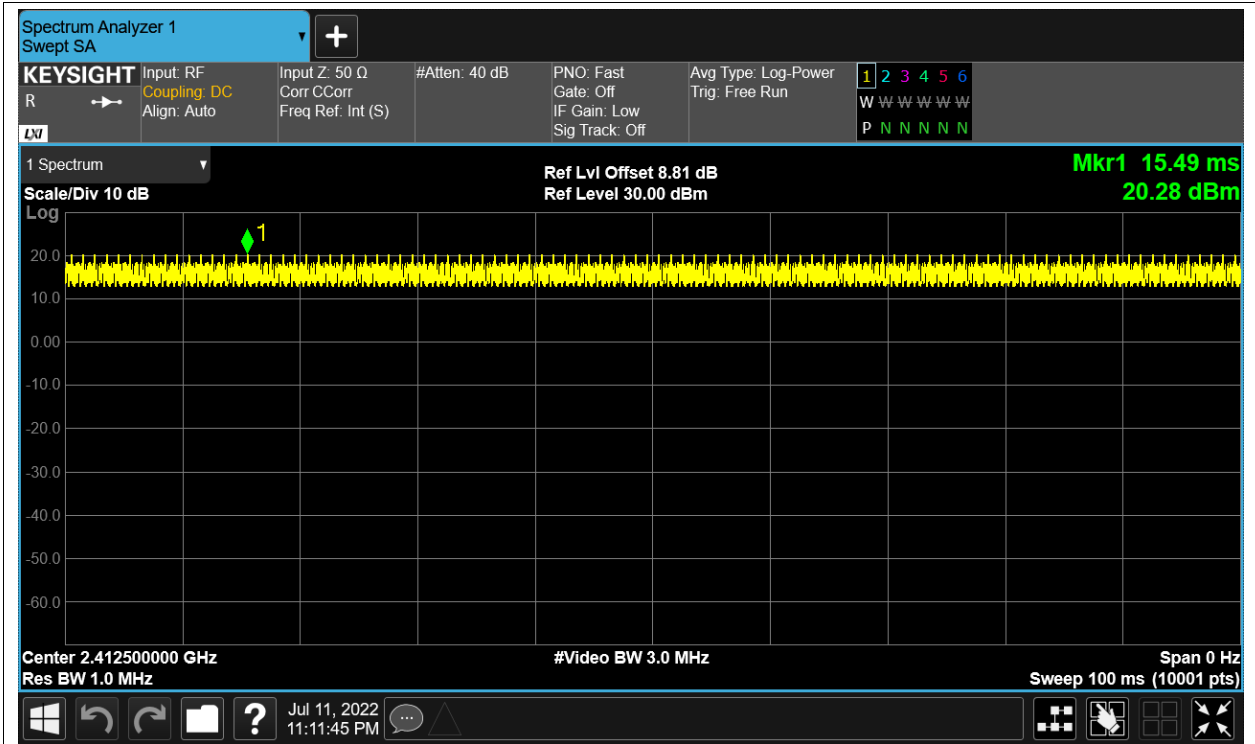 Spectrum Analyzer 1
Swept SA
+
KEYSIGHT
R
LXI
Input: RF
Coupling: DC
Align: Auto
Input Z: 50 Ω
Corr CCorr
Freq Ref: Int (S)
#Atten: 40 dB
PNO: Fast
Gate: Off
IF Gain: Low
Sig Track: Off
Avg Type: Log-Power
Trig: Free Run
1 2 3 4 5 6
W W W W W W
P N N N N N
1 Spectrum
Scale/Div 10 dB
Log
Ref Lvl Offset 8.81 dB
Ref Level 30.00 dBm
Mkr1 15.49 ms
20.28 dBm
1
20.0
10.0
0.00
-10.0
-20.0
-30.0
-40.0
-50.0
-60.0
Center 2.412500000 GHz
Res BW 1.0 MHz
#Video BW 3.0 MHz
Span 0 Hz
Sweep 100 ms (10001 pts)
?
Jul 11, 2022
11:11:45 PM